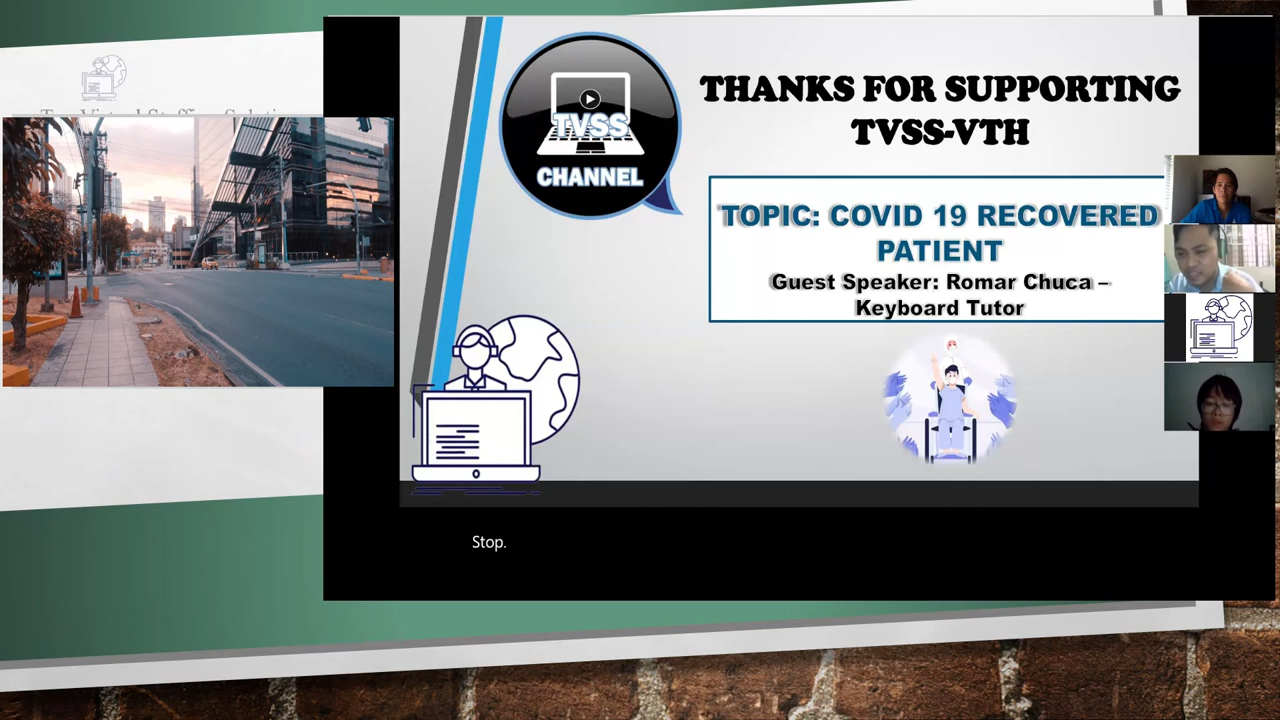 TVSS
CHANNEL
THANKS FOR SUPPORTING
TVSS-VTH
TOPIC: COVID 19 RECOVERED
PATIENT
Guest Speaker: Romar Chuca –
Keyboard Tutor
Stop.